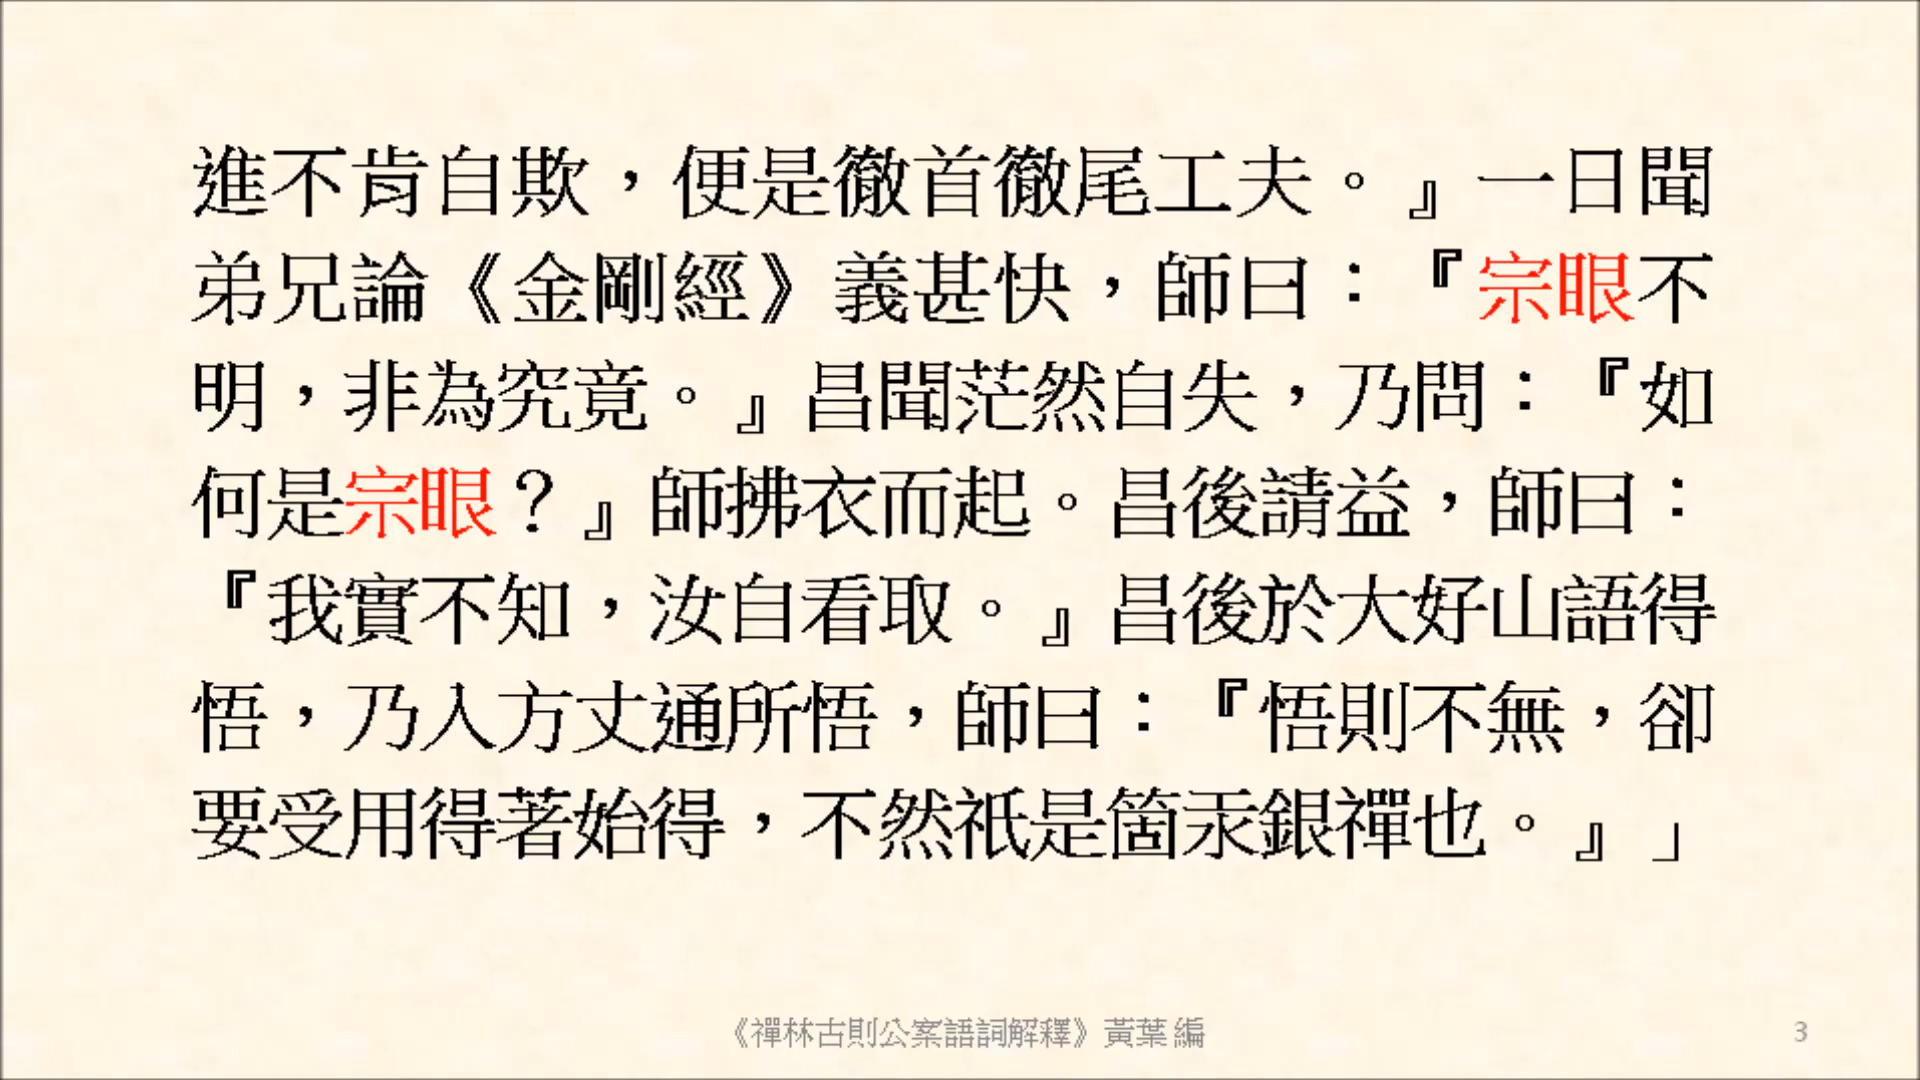 進不肯自欺，便是徹首徹尾工夫。』一日聞
弟兄論《金剛經》義甚快，師曰：『宗眼不
明，非為究竟。』昌聞茫然自失，乃問：『如
何是宗眼？』師拂衣而起。昌後請益，師曰：
『我實不知，汝自看取。』昌後於大好山語得
悟，乃入方丈通所悟，師曰：『悟則不無，卻
要受用得著始得，不然祇是箇汞銀禪也。』」
《禪林古則公案語詞解釋》黃葉 編
3